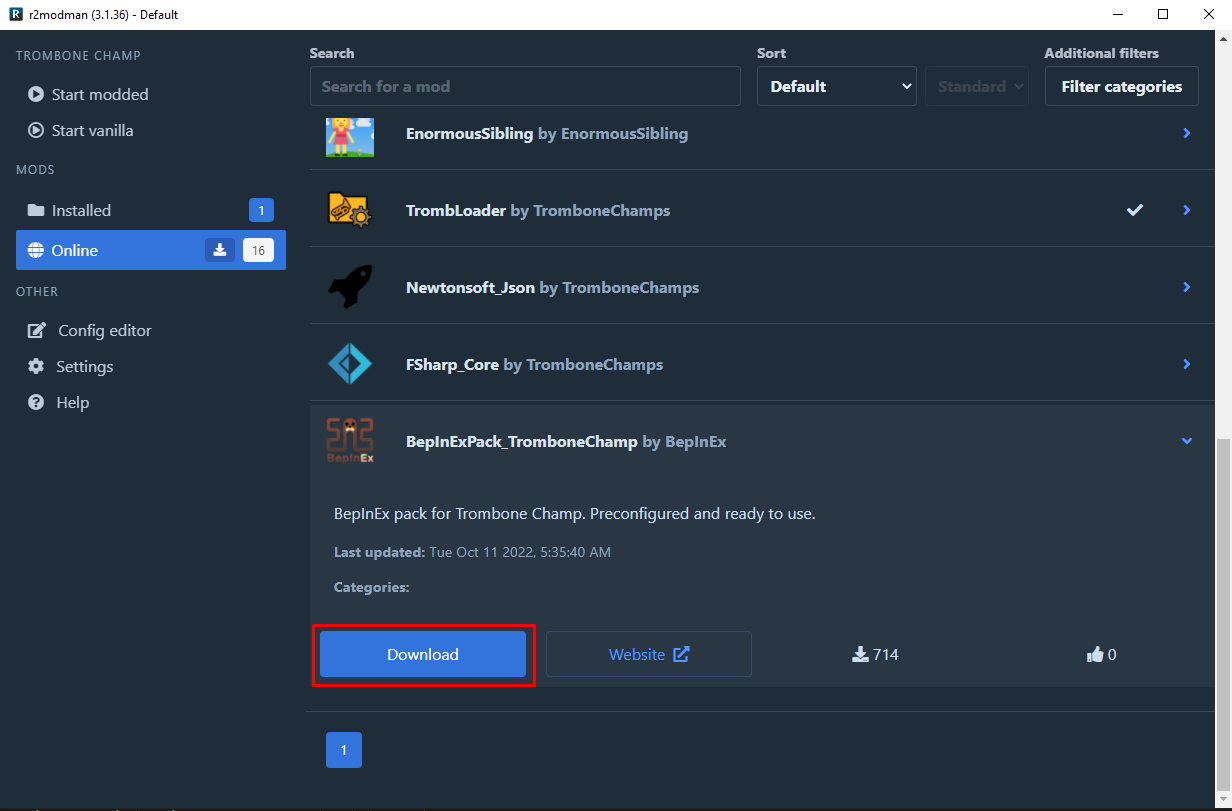 R r2modman (3.1.36) - Default
TROMBONE CHAMP
Start modded
Start vanilla
MODS
Installed 1
Online 16
OTHER
Config editor
Settings
Help
Search
Search for a mod
Sort
Default
Standard
Additional filters
Filter categories
EnormousSibling by EnormousSibling
TrombLoader by TromboneChamps
Newtonsoft_Json by TromboneChamps
FSharp_Core by TromboneChamps
BepInEx
BepInExPack_TromboneChamp by BepInEx
BepInEx pack for Trombone Champ. Preconfigured and ready to use.
Last updated: Tue Oct 11 2022, 5:35:40 AM
Categories:
Download
Website
714
0
1